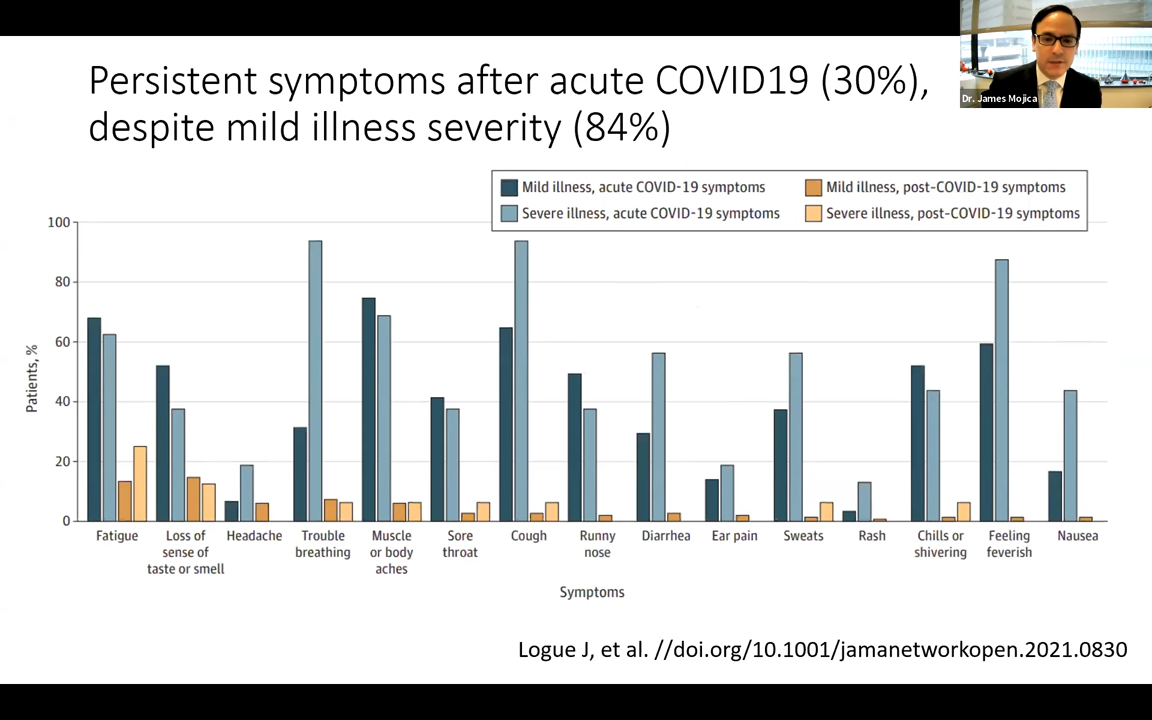 Persistent symptoms after acute COVID19 (30%),
despite mild illness severity (84%)
Dr. James Mojica
Mild illness, acute COVID-19 symptoms
Mild illness, post-COVID-19 symptoms
Severe illness, acute COVID-19 symptoms
Severe illness, post-COVID-19 symptoms
Patients, %
100
80
60
40
20
0
Fatigue
Loss of
sense of
taste or smell
Headache
Trouble
breathing
Muscle
or body
aches
Sore
throat
Cough
Runny
nose
Diarrhea
Ear pain
Sweats
Rash
Chills or
shivering
Feeling
feverish
Nausea
Symptoms
Logue J, et al. //doi.org/10.1001/jamanetworkopen.2021.0830